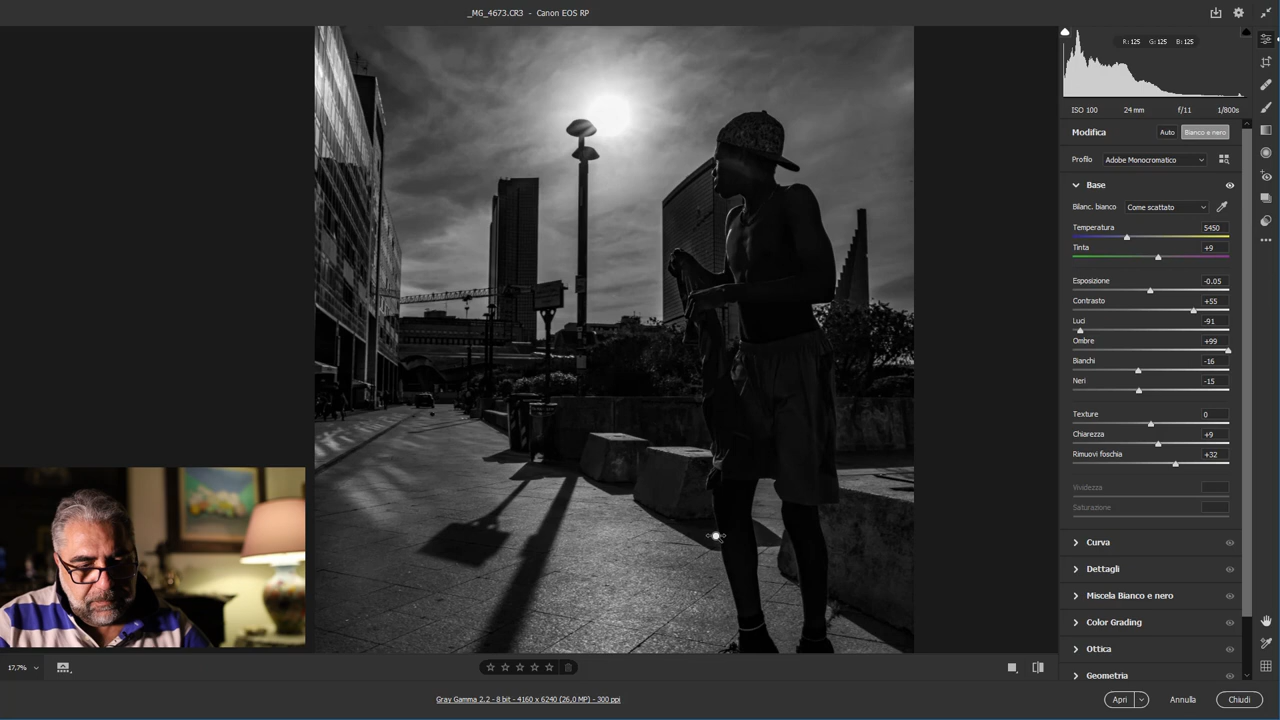 _MG_4673.CR3 - Canon EOS RP
R: 125 G: 125 B: 125
ISO 100 24 mm f/11 1/800s
Modifica Auto Bianco e nero
Profilo Adobe Monocromatico
Base
Bilanc. bianco Come scattato
Temperatura 5450
Tinta +9
Esposizione -0.05
Contrasto +55
Luci -91
Ombre +99
Bianchi -16
Neri -15
Texture 0
Chiarezza +9
Rimuovi foschia +32
Vividezza
Saturazione
Curva
Dettagli
Miscela Bianco e nero
Color Grading
Ottica
Geometria
17,7%
Gray Gamma 2.2 - 8 bit - 4160 x 6240 (26,0 MP) - 300 ppi
Apri Annulla Chiudi